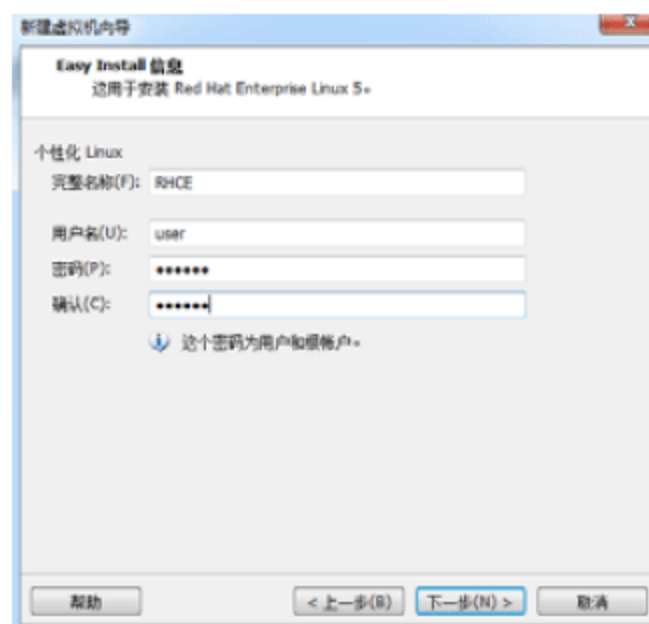 新建虚拟机向导
Easy Install 信息
这用于安装 Red Hat Enterprise Linux 5。
个性化 Linux
完整名称(F): RHCE
用户名(U): user
密码(P): ••••••
确认(C): ••••••
这个密码为用户和根帐户。
帮助 < 上一步(B) 下一步(N) > 取消